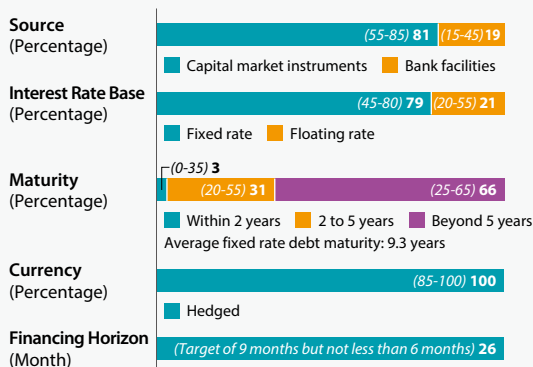 Source
(Percentage)
(55-85) 81 (15-45) 19
Capital market instruments Bank facilities
Interest Rate Base
(Percentage)
(45-80) 79 (20-55) 21
Fixed rate Floating rate
(0-35) 3
Maturity
(Percentage)
(20-55) 31 (25-65) 66
Within 2 years 2 to 5 years Beyond 5 years
Average fixed rate debt maturity: 9.3 years
Currency
(Percentage)
(85-100) 100
Hedged
Financing Horizon
(Month)
(Target of 9 months but not less than 6 months) 26